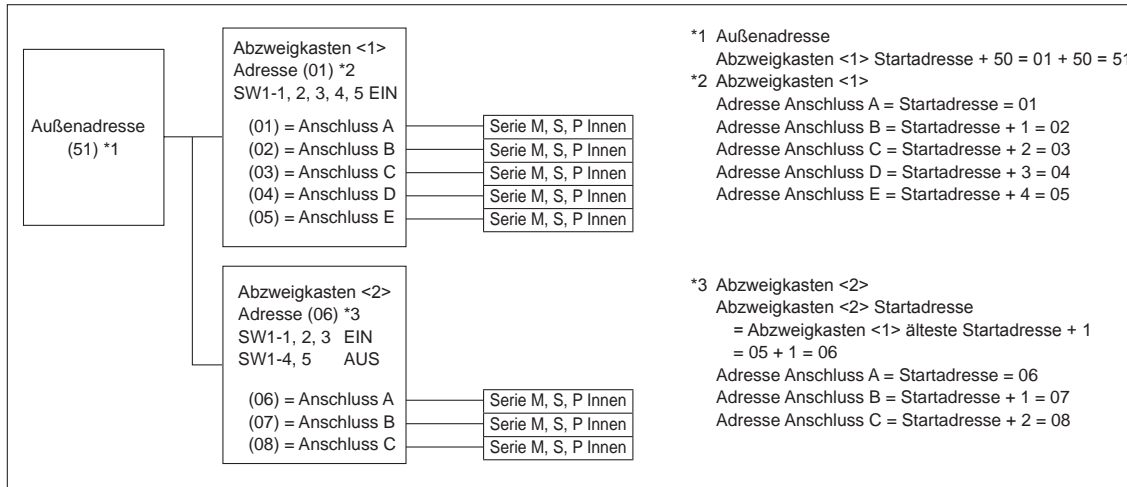 Außenadresse
(51) *1
Abzweigkasten <1>
Adresse (01) *2
SW1-1, 2, 3, 4, 5 EIN
(01) = Anschluss A
(02) = Anschluss B
(03) = Anschluss C
(04) = Anschluss D
(05) = Anschluss E
Serie M, S, P Innen
Serie M, S, P Innen
Serie M, S, P Innen
Serie M, S, P Innen
Serie M, S, P Innen
Abzweigkasten <2>
Adresse (06) *3
SW1-1, 2, 3 EIN
SW1-4, 5 AUS
(06) = Anschluss A
(07) = Anschluss B
(08) = Anschluss C
Serie M, S, P Innen
Serie M, S, P Innen
Serie M, S, P Innen
*1 Außenadresse
Abzweigkasten <1> Startadresse + 50 = 01 + 50 = 51
*2 Abzweigkasten <1>
Adresse Anschluss A = Startadresse = 01
Adresse Anschluss B = Startadresse + 1 = 02
Adresse Anschluss C = Startadresse + 2 = 03
Adresse Anschluss D = Startadresse + 3 = 04
Adresse Anschluss E = Startadresse + 4 = 05
*3 Abzweigkasten <2>
Abzweigkasten <2> Startadresse
= Abzweigkasten <1> älteste Startadresse + 1
= 05 + 1 = 06
Adresse Anschluss A = Startadresse = 06
Adresse Anschluss B = Startadresse + 1 = 07
Adresse Anschluss C = Startadresse + 2 = 08